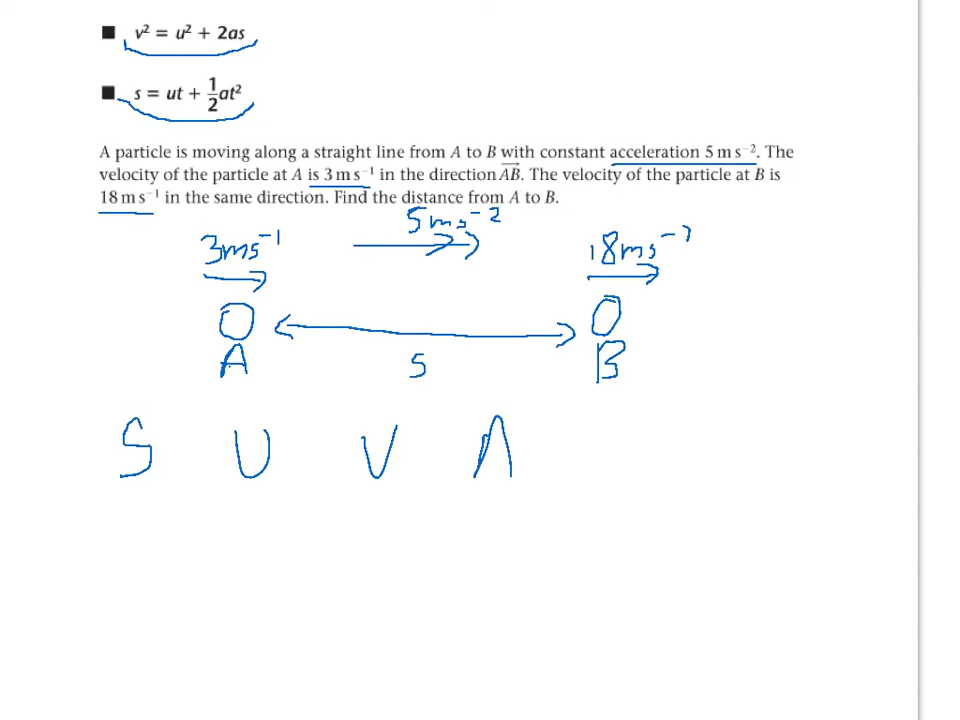 ■ v² = u² + 2as
■ s = ut + 1/2 at²
A particle is moving along a straight line from A to B with constant acceleration 5 m s⁻². The
velocity of the particle at A is 3 m s⁻¹ in the direction A⃗B⃗. The velocity of the particle at B is
18 m s⁻¹ in the same direction. Find the distance from A to B.
3ms⁻¹ 5ms⁻² 18ms⁻¹
A S B
S U V A